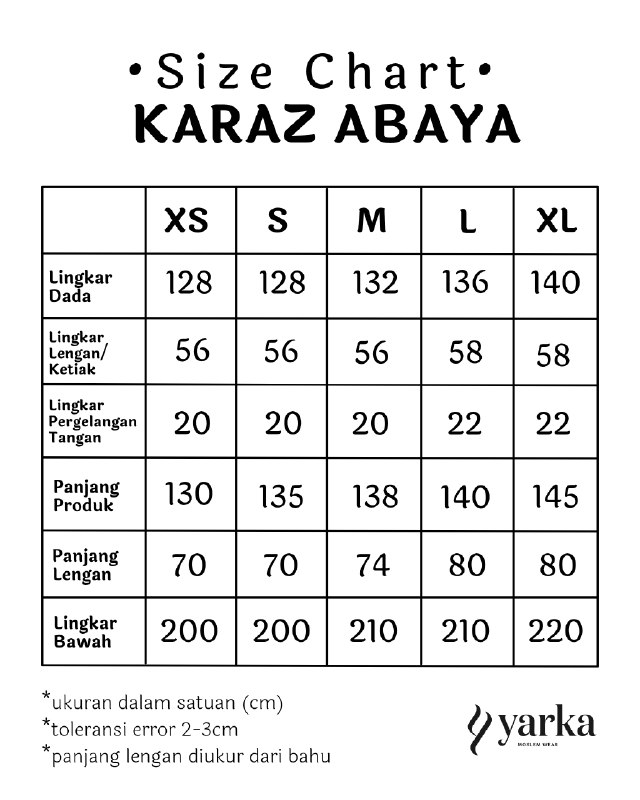 •Size Chart•
KARAZ ABAYA
XS S M L XL
Lingkar
Dada
128 128 132 136 140
Lingkar
Lengan/
Ketiak
56 56 56 58 58
Lingkar
Pergelangan
Tangan
20 20 20 22 22
Panjang
Produk
130 135 138 140 145
Panjang
Lengan
70 70 74 80 80
Lingkar
Bawah
200 200 210 210 220
*ukuran dalam satuan (cm)
*toleransi error 2-3cm
*panjang lengan diukur dari bahu
yarka
MOSLEM WEAR